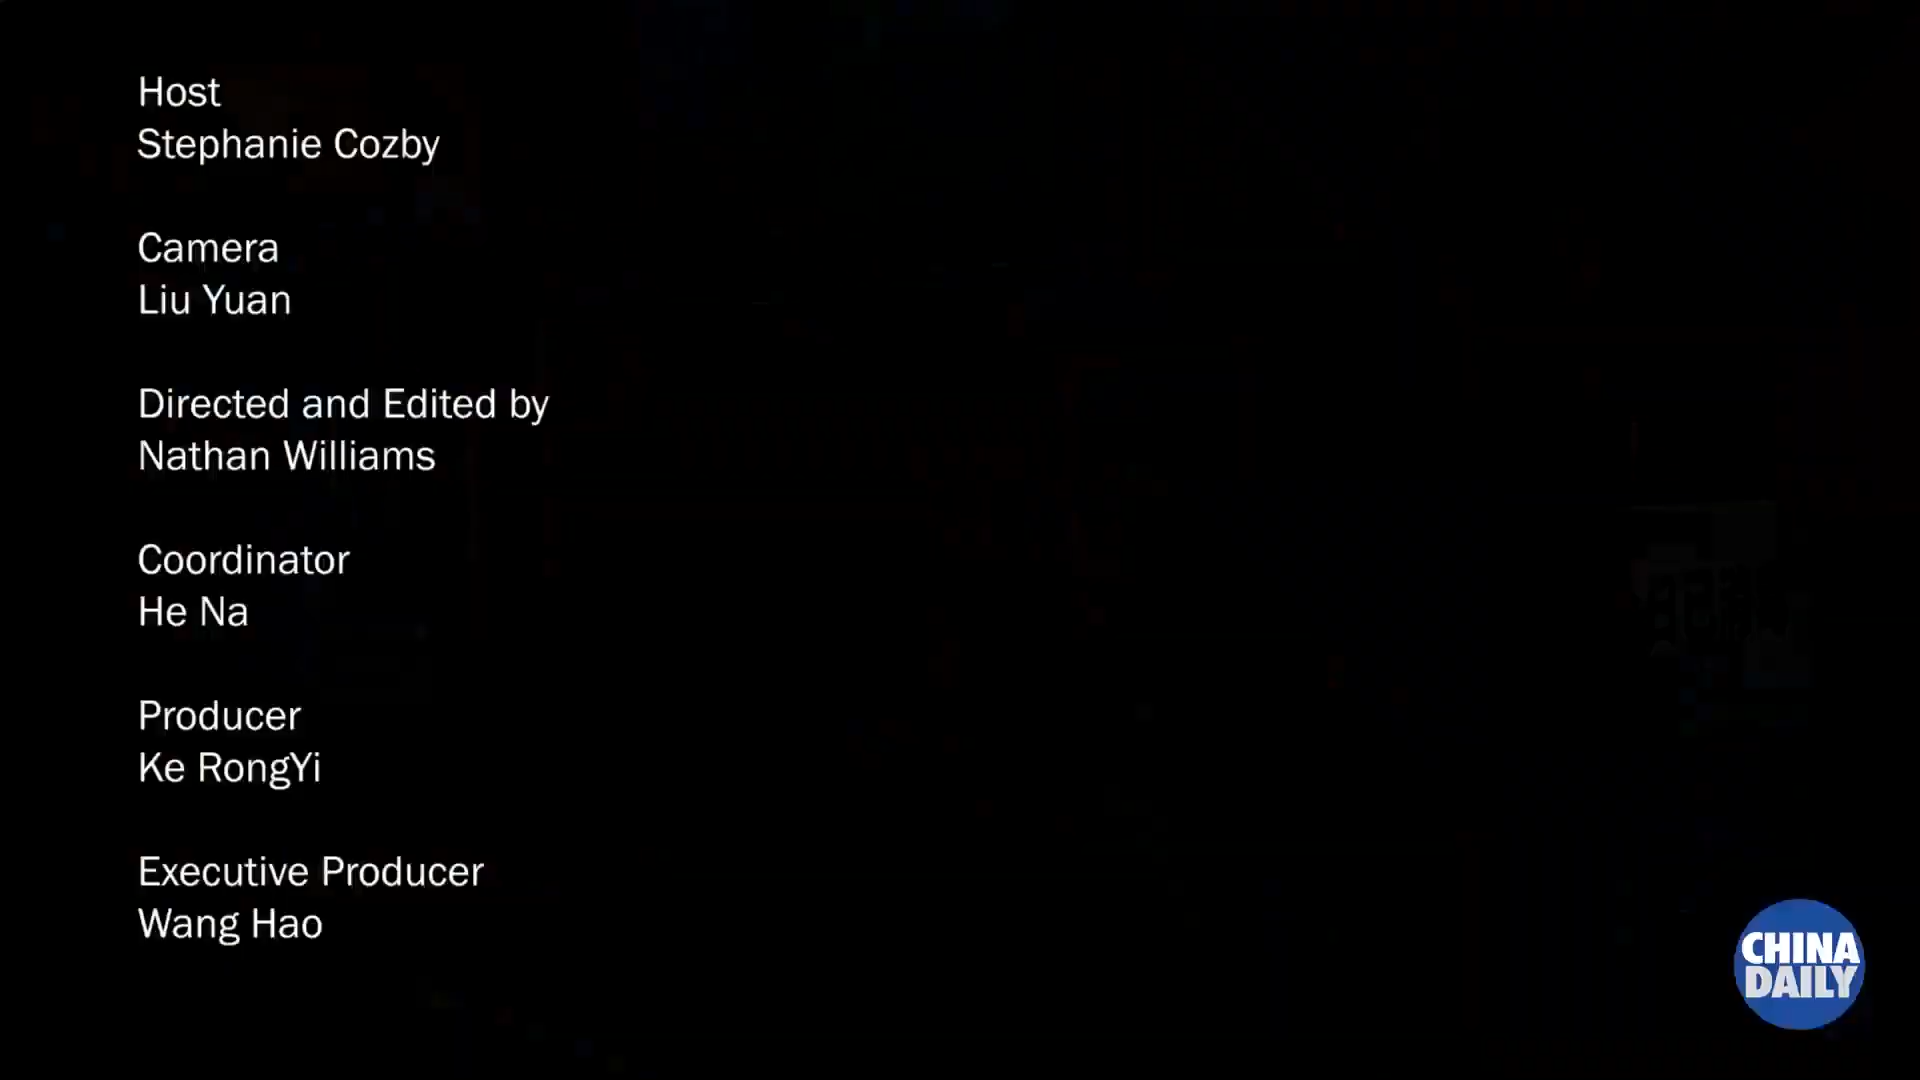 Host
Stephanie Cozby
Camera
Liu Yuan
Directed and Edited by
Nathan Williams
Coordinator
He Na
Producer
Ke RongYi
Executive Producer
Wang Hao
CHINA
DAILY